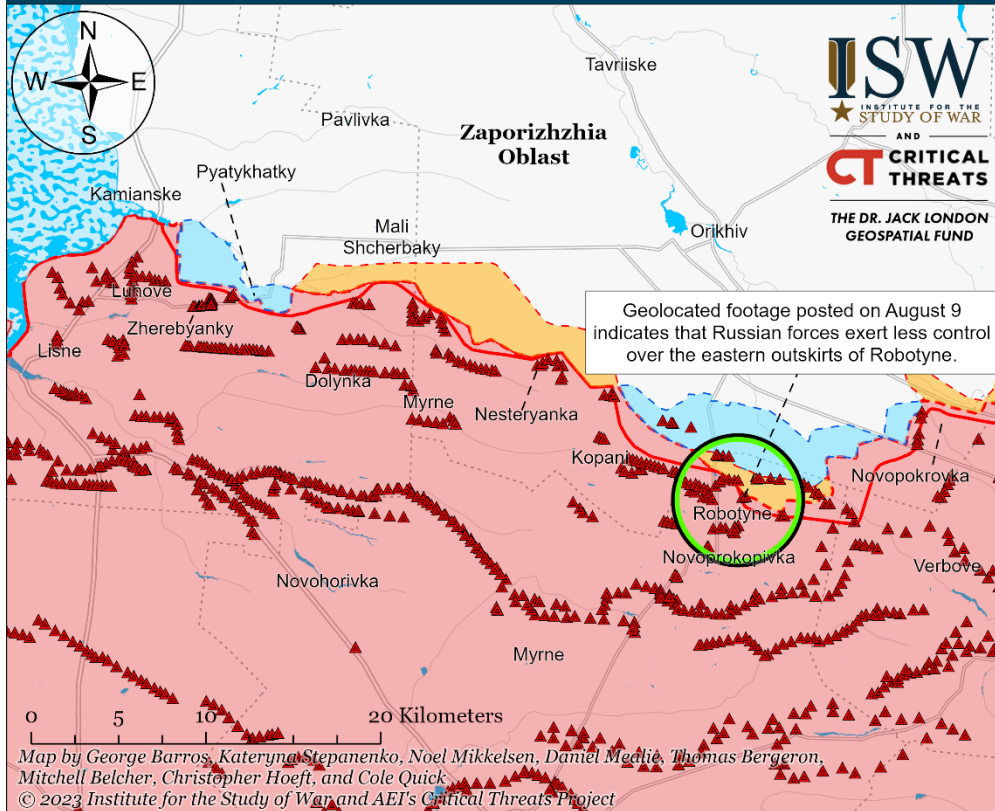 N
W
E
S
Tavriiske
ISW
INSTITUTE FOR THE
STUDY OF WAR
AND
CT CRITICAL
THREATS
THE DR. JACK LONDON
GEOSPATIAL FUND
Pavlivka
Zaporizhzhia
Oblast
Pyatykhatky
Kamianske
Mali
Shcherbaky
Orikhiv
Geolocated footage posted on August 9
indicates that Russian forces exert less control
over the eastern outskirts of Robotyne.
Luhove
Zherebyanky
Lisne
Dolynka
Myrne
Nesteryanka
Kopani
Novopokrovka
Robotyne
Novoprokopivka
Verbove
Novohorivka
Myrne
0
5
10
20 Kilometers
Map by George Barros, Kateryna Stepanenko, Noel Mikkelsen, Daniel Mealie, Thomas Bergeron,
Mitchell Belcher, Christopher Hoeft, and Cole Quick
© 2023 Institute for the Study of War and AEI's Critical Threats Project